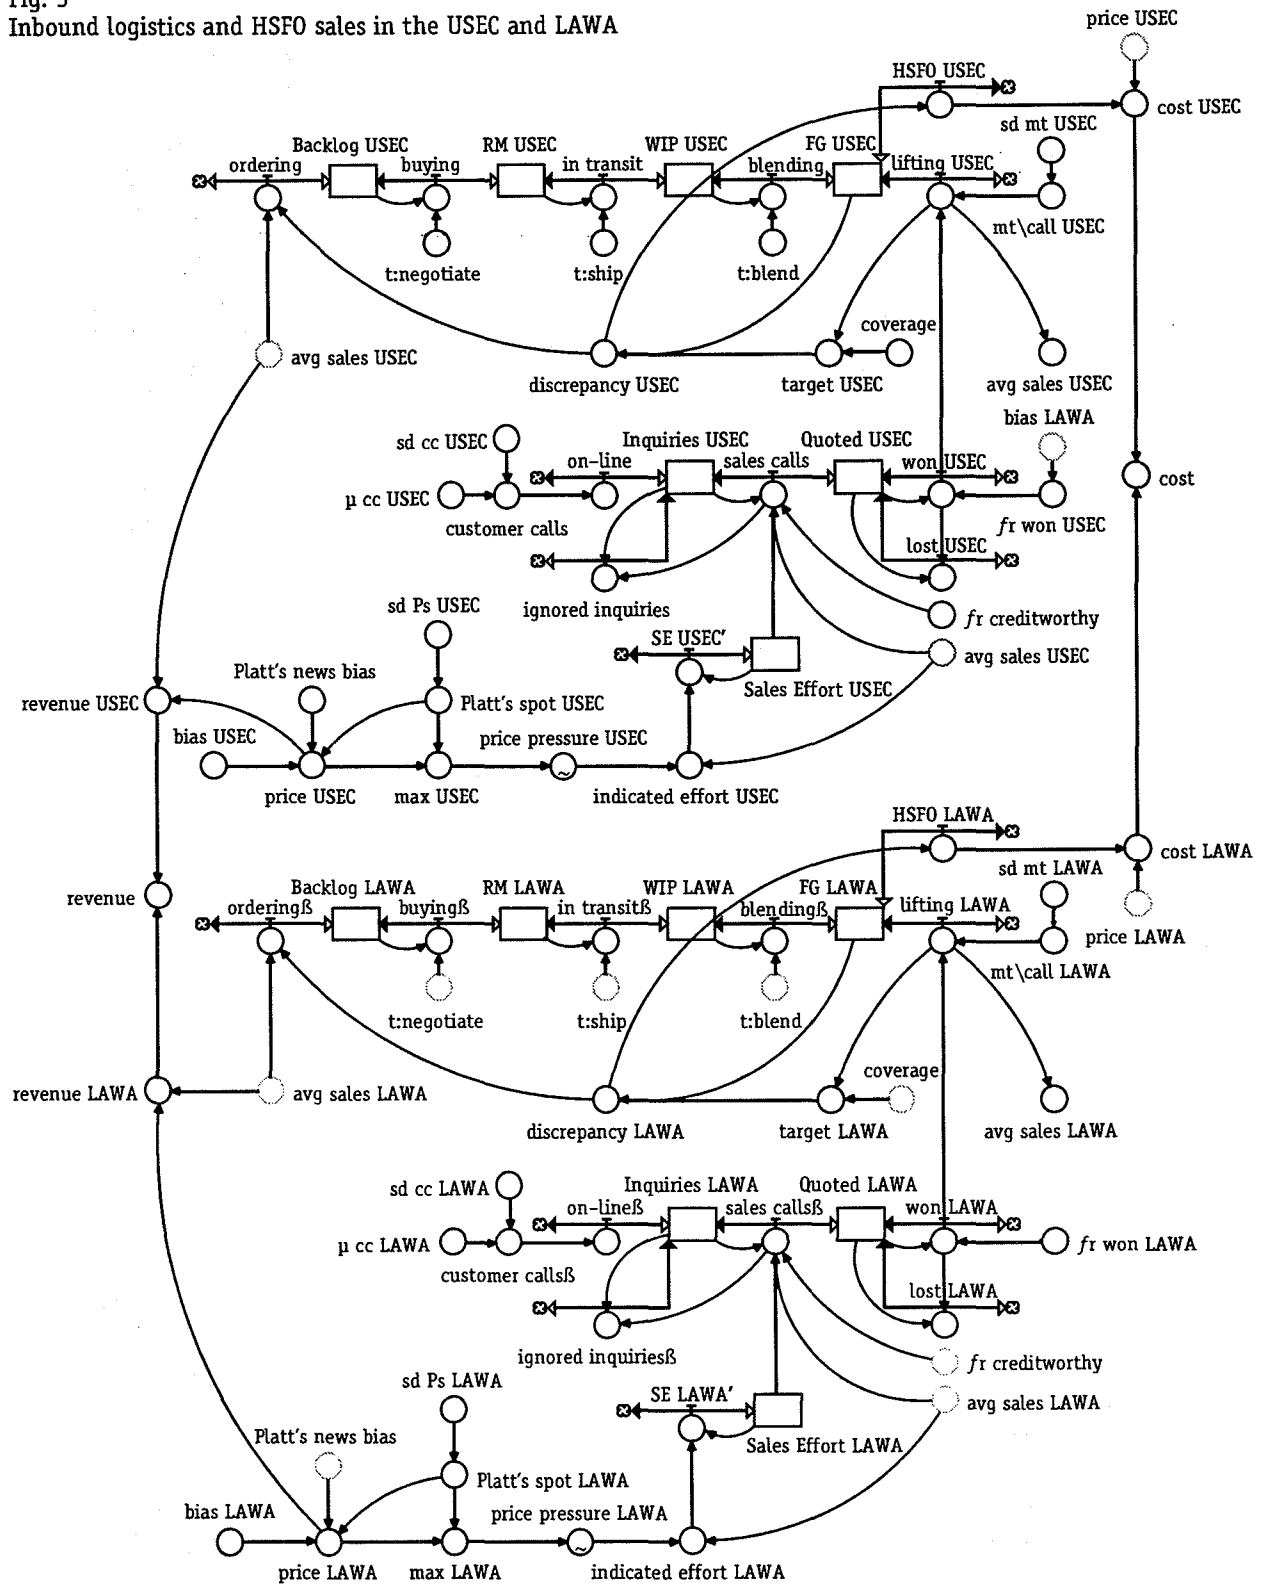 Fig. 5
Inbound logistics and HSFO sales in the USEC and LAWA
price USEC
HSFO USEC
cost USEC
sd mt USEC
Backlog USEC
RM USEC
WIP USEC
FG USEC
ordering
buying
in transit
blending
lifting USEC
mt\call USEC
t:negotiate
t:ship
t:blend
coverage
avg sales USEC
discrepancy USEC
target USEC
avg sales USEC
bias LAWA
sd cc USEC
Inquiries USEC
Quoted USEC
on-line
sales calls
won USEC
cost
µ cc USEC
customer calls
fr won USEC
lost USEC
ignored inquiries
sd Ps USEC
fr creditworthy
SE USEC'
avg sales USEC
Platt's news bias
Sales Effort USEC
revenue USEC
Platt's spot USEC
bias USEC
price pressure USEC
~
price USEC
max USEC
indicated effort USEC
HSFO LAWA
cost LAWA
sd mt LAWA
Backlog LAWA
RM LAWA
WIP LAWA
FG LAWA
revenue
orderingß
buyingß
in transitß
blendingß
lifting LAWA
price LAWA
mt\call LAWA
t:negotiate
t:ship
t:blend
coverage
revenue LAWA
avg sales LAWA
discrepancy LAWA
target LAWA
avg sales LAWA
sd cc LAWA
Inquiries LAWA
Quoted LAWA
on-lineß
sales callsß
won LAWA
µ cc LAWA
fr won LAWA
customer callsß
lost LAWA
ignored inquiriesß
fr creditworthy
sd Ps LAWA
SE LAWA'
avg sales LAWA
Platt's news bias
Sales Effort LAWA
Platt's spot LAWA
bias LAWA
price pressure LAWA
~
price LAWA
max LAWA
indicated effort LAWA